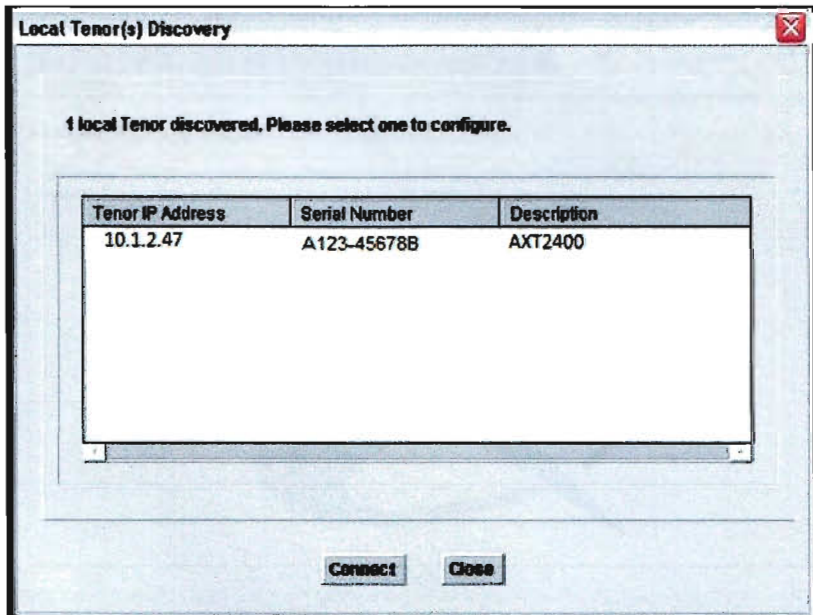 Local Tenor(s) Discovery
1 local Tenor discovered. Please select one to configure.
Tenor IP Address Serial Number Description
10.1.2.47 A123-45678B AXT2400
Connect Close